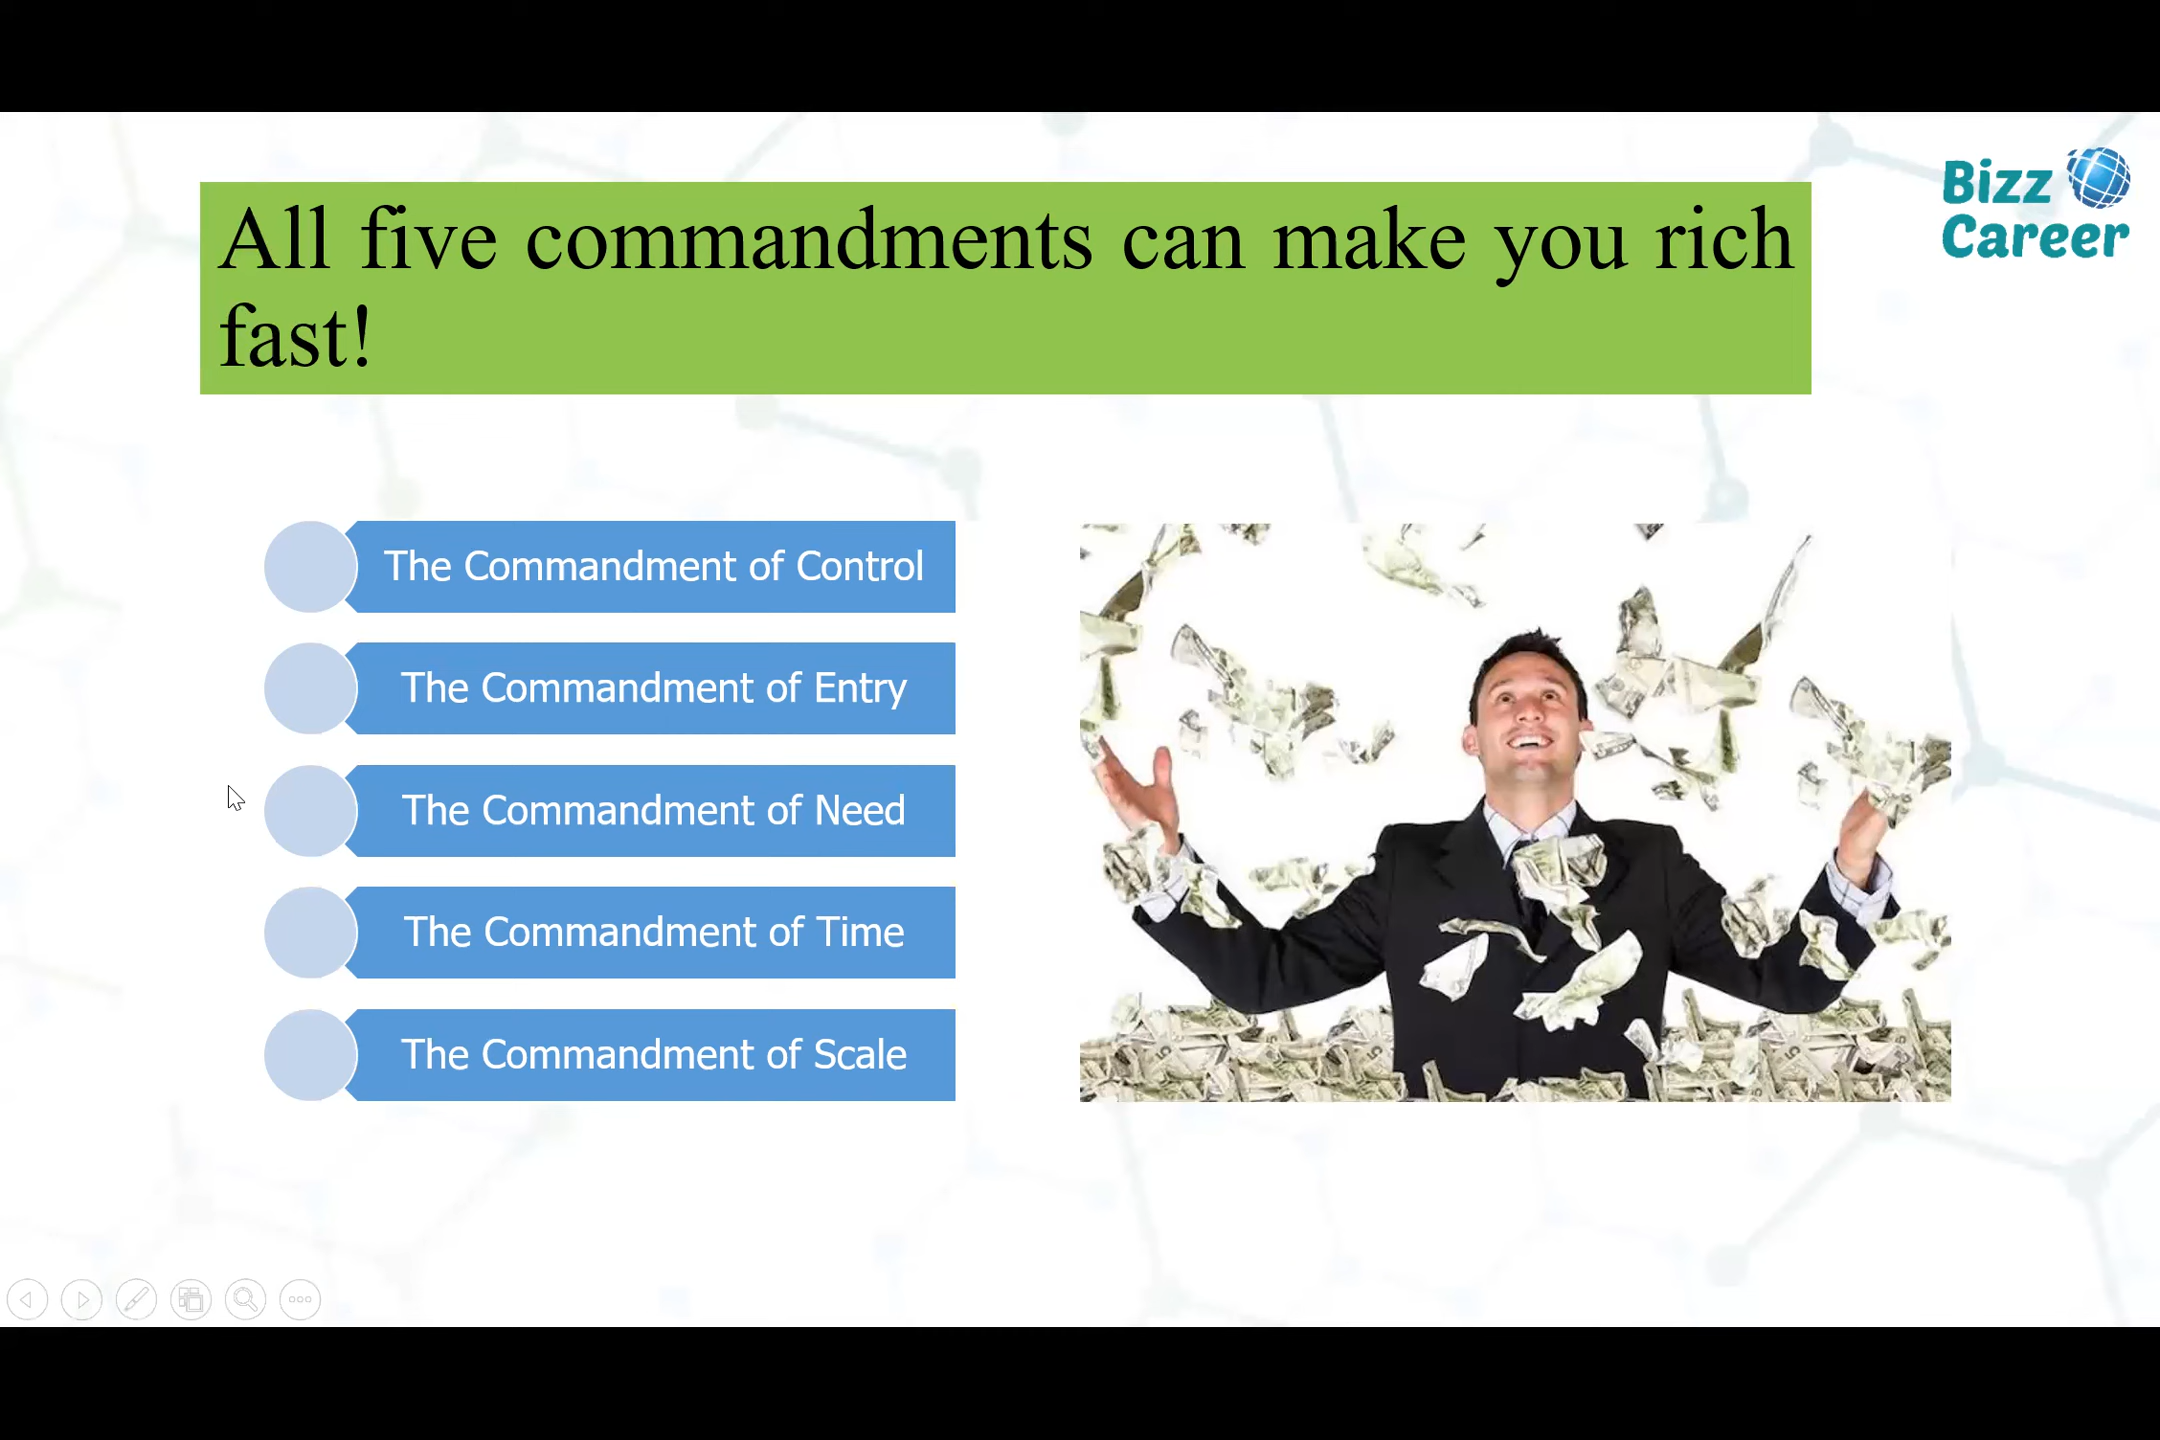 All five commandments can make you rich
fast!
Bizz
Career
The Commandment of Control
The Commandment of Entry
The Commandment of Need
The Commandment of Time
The Commandment of Scale